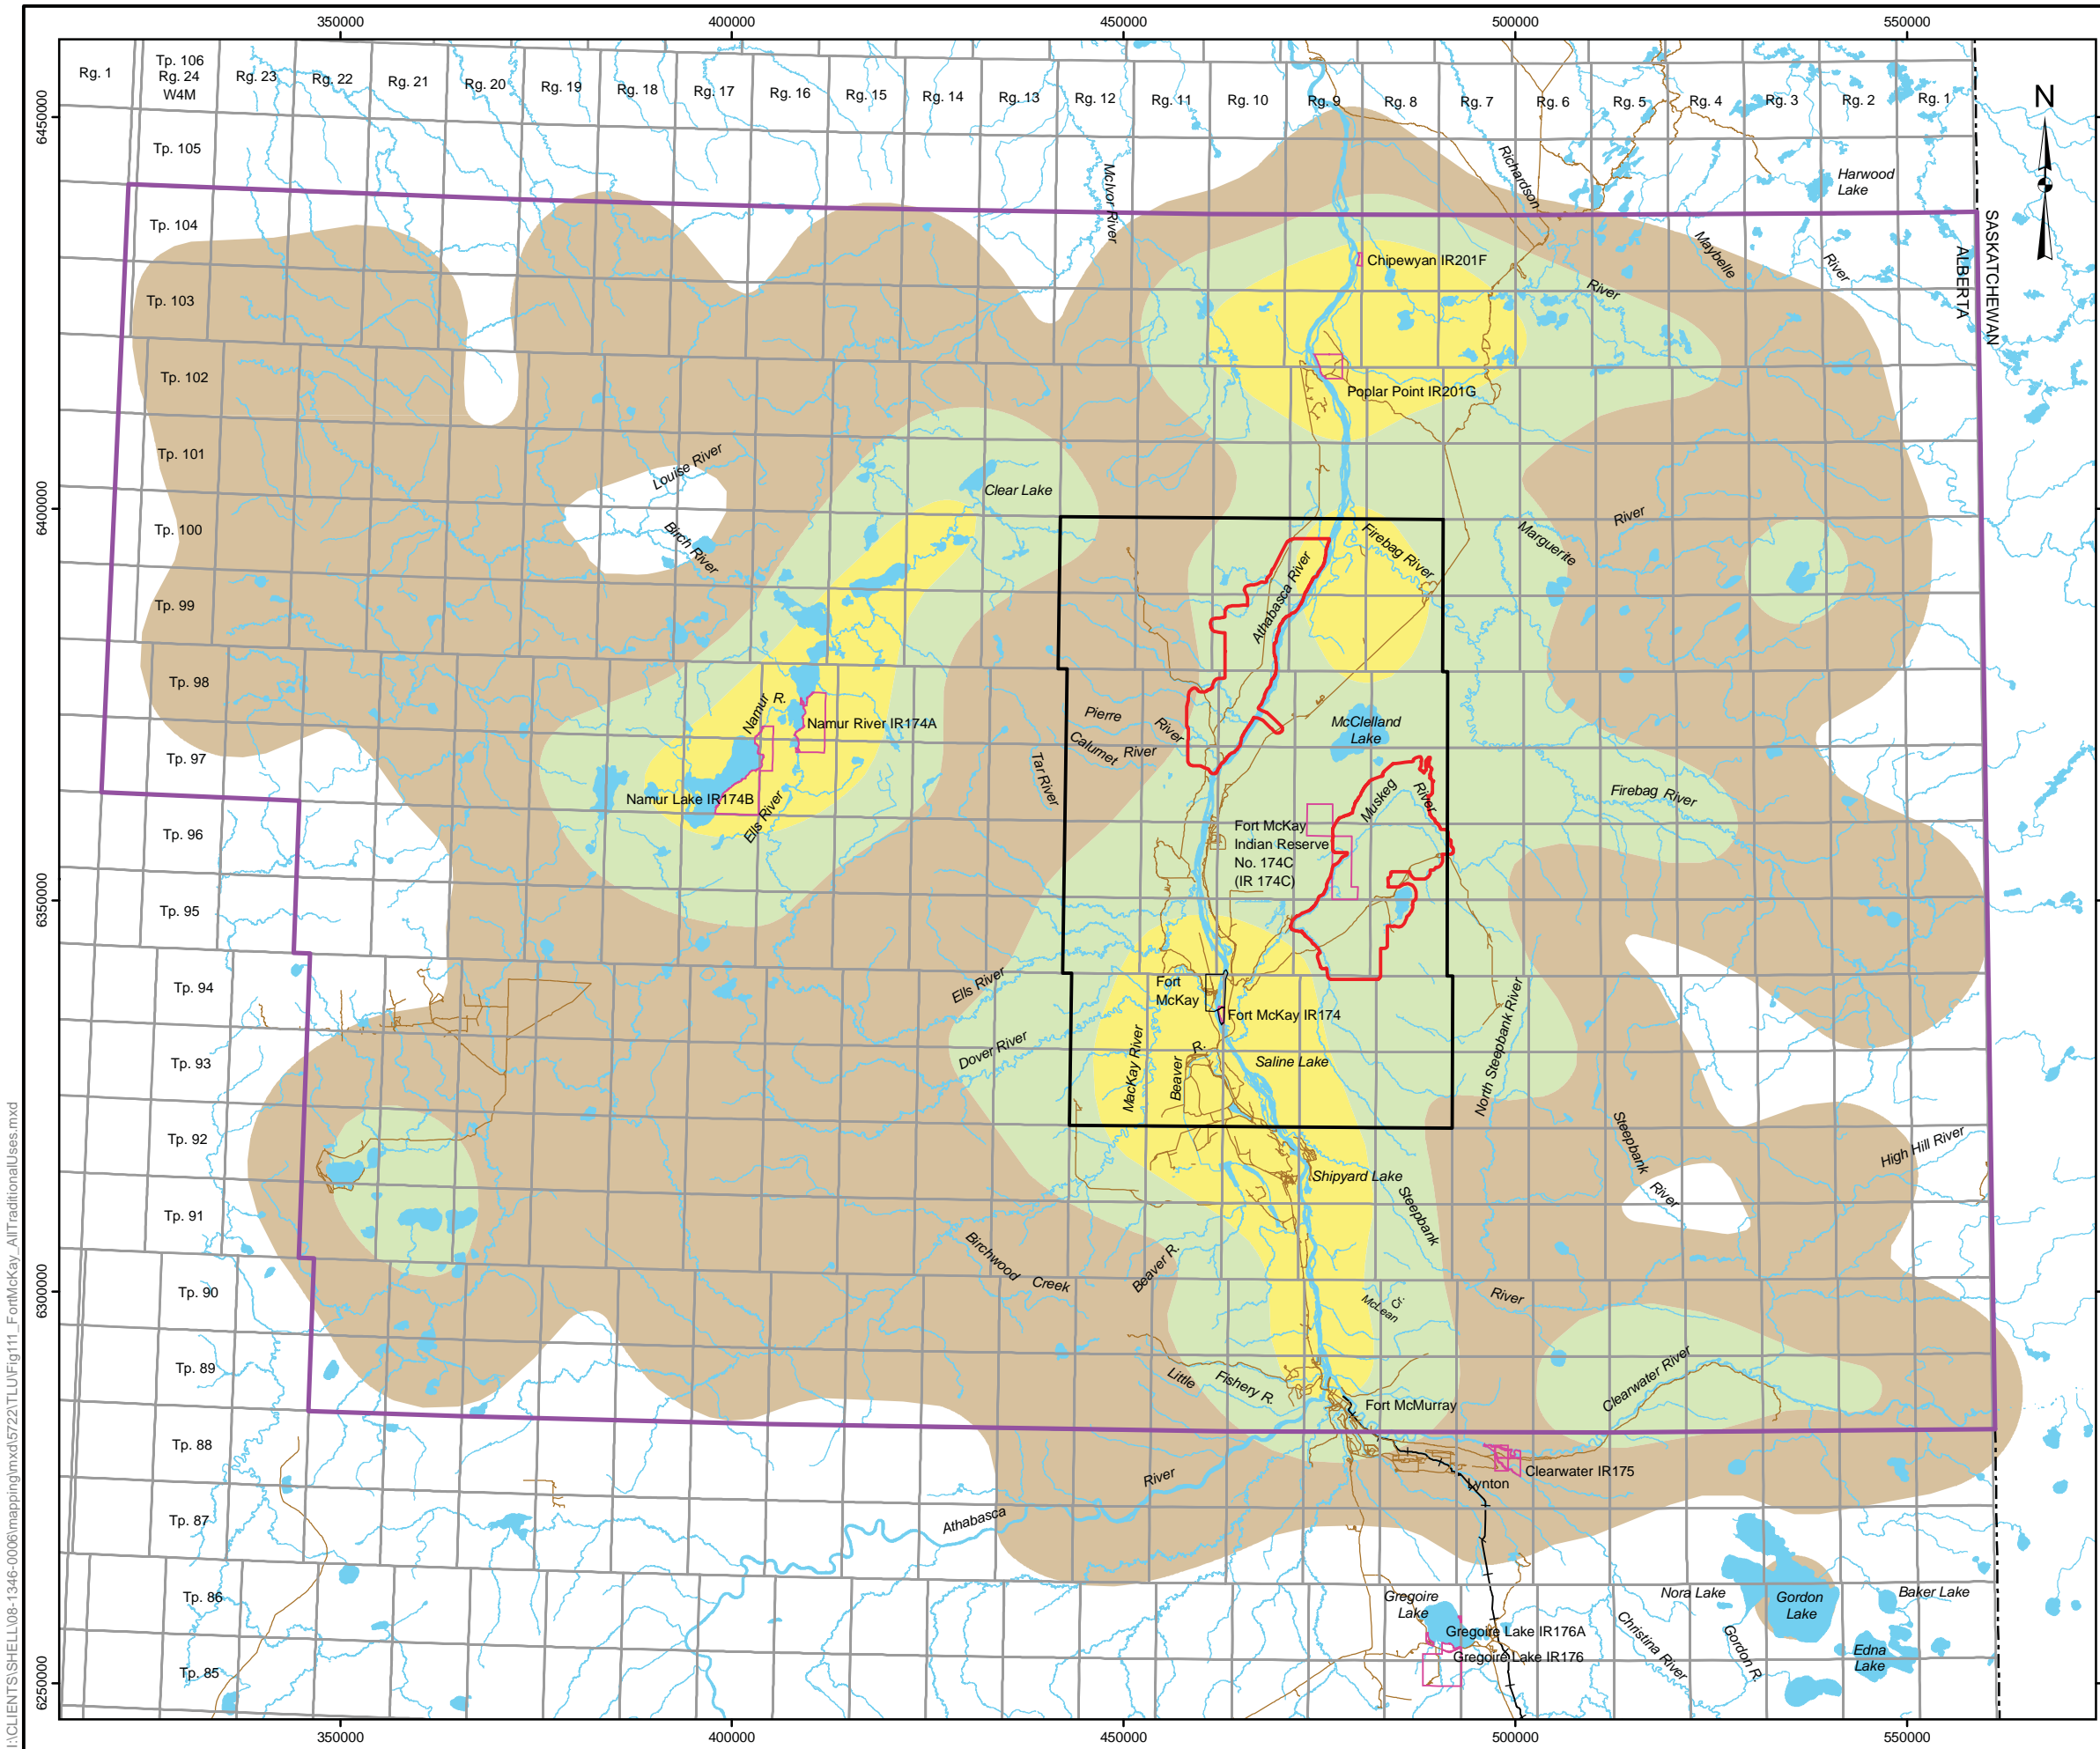 350000
400000
450000
500000
550000
Rg. 1
Tp. 106
Rg. 24
W4M
Rg. 23
Rg. 22
Rg. 21
Rg. 20
Rg. 19
Rg. 18
Rg. 17
Rg. 16
Rg. 15
Rg. 14
Rg. 13
Rg. 12
Rg. 11
Rg. 10
Rg. 9
Rg. 8
Rg. 7
Rg. 6
Rg. 5
Rg. 4
Rg. 3
Rg. 2
Rg. 1
N
6450000
6400000
6350000
6300000
6250000
Tp. 105
Tp. 104
Tp. 103
Tp. 102
Tp. 101
Tp. 100
Tp. 99
Tp. 98
Tp. 97
Tp. 96
Tp. 95
Tp. 94
Tp. 93
Tp. 92
Tp. 91
Tp. 90
Tp. 89
Tp. 88
Tp. 87
Tp. 86
Tp. 85
McIvor River
Richardson
River
Harwood
Lake
Maybelle
River
ALBERTA
SASKATCHEWAN
Chipewyan IR201F
Poplar Point IR201G
Louise River
Birch River
Clear Lake
Firebag River
Athabasca River
Marguerite
River
Namur
R.
Namur River IR174A
Namur Lake IR174B
Ells River
Pierre
River
Calumet
River
Tar River
McClelland
Lake
Muskeg
River
Firebag River
Fort McKay
Indian Reserve
No. 174C
(IR 174C)
Ells River
Dover River
Fort
McKay
Fort McKay IR174
MacKay River
Beaver
R.
Saline Lake
North Steepbank River
Shipyard Lake
Steepbank
River
Steepbank
River
High Hill River
Birchwood
Creek
Beaver R.
McLean
Cr.
Little
Fishery R.
Fort McMurray
Clearwater River
Clearwater IR175
Lynton
Athabasca
River
Gregoire
Lake
Gregoire Lake IR176A
Gregoire Lake IR176
Christina River
Nora Lake
Gordon R.
Gordon
Lake
Baker Lake
Edna
Lake
350000
400000
450000
500000
550000
I:\CLIENTS\SHELL\08-1346-0006\mapping\mxd\5722\TLU\Fig111_FortMcKay_AllTraditionalUses.mxd